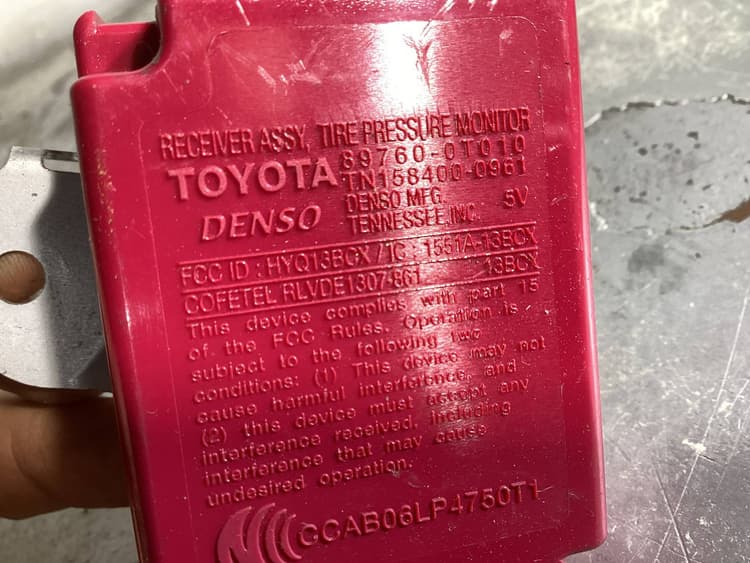 RECEIVER ASSY, TIRE PRESSURE MONITOR
TOYOTA 89760-0T010
TN158400-0961
DENSO DENSO MFG. 5V
TENNESSEE, INC.
FCC ID : HYQ13BCX / IC : 1551A-13BCX
COFETEL RLVDE1307-861 13BCX
This device complies with part 15
of the FCC Rulss. Operation is
subject to the following two
conditions: (1) This device may not
cause harmful interference, and
(2) this device must accept any
interference received, including
interference that may cause
undesired operation.
CCAB06LP4750T1